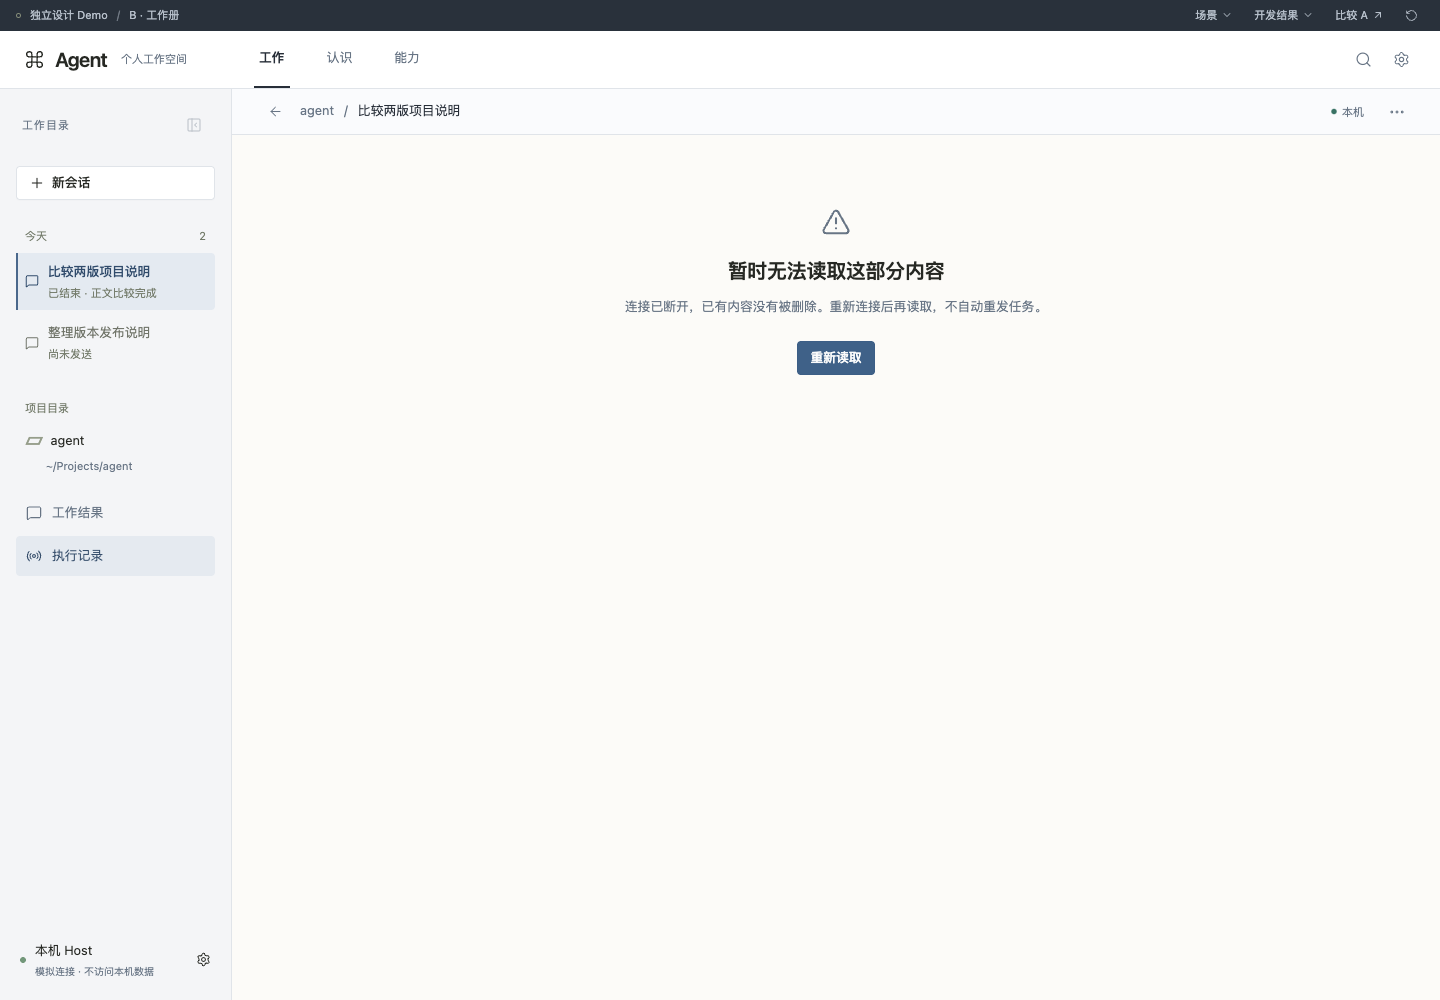 独立设计 Demo / B · 工作册
场景
开发结果
比较 A
Agent
个人工作空间
工作
认识
能力
工作目录
agent / 比较两版项目说明
本机
新会话
今天
2
比较两版项目说明
已结束 · 正文比较完成
整理版本发布说明
尚未发送
项目目录
agent
~/Projects/agent
工作结果
执行记录
暂时无法读取这部分内容
连接已断开，已有内容没有被删除。重新连接后再读取，不自动重发任务。
重新读取
本机 Host
模拟连接 · 不访问本机数据